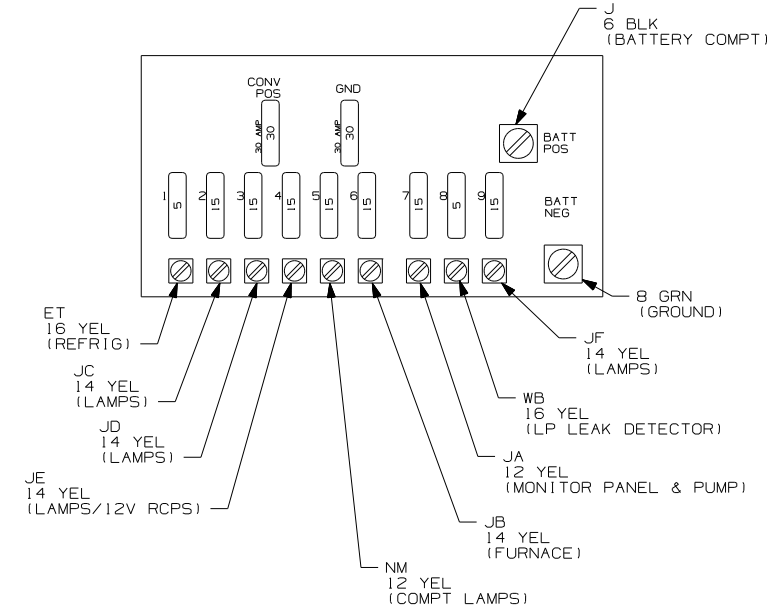 J
6 BLK
(BATTERY COMPT)
CONV
POS
GND
30 AMP
30
30 AMP
30
BATT
POS
1
5
2
15
3
15
4
15
5
15
6
15
7
15
8
5
9
15
BATT
NEG
8 GRN
(GROUND)
ET
16 YEL
(REFRIG)
JF
14 YEL
(LAMPS)
JC
14 YEL
(LAMPS)
WB
16 YEL
(LP LEAK DETECTOR)
JD
14 YEL
(LAMPS)
JA
12 YEL
(MONITOR PANEL & PUMP)
JE
14 YEL
(LAMPS/12V RCPS)
JB
14 YEL
(FURNACE)
NM
12 YEL
(COMPT LAMPS)